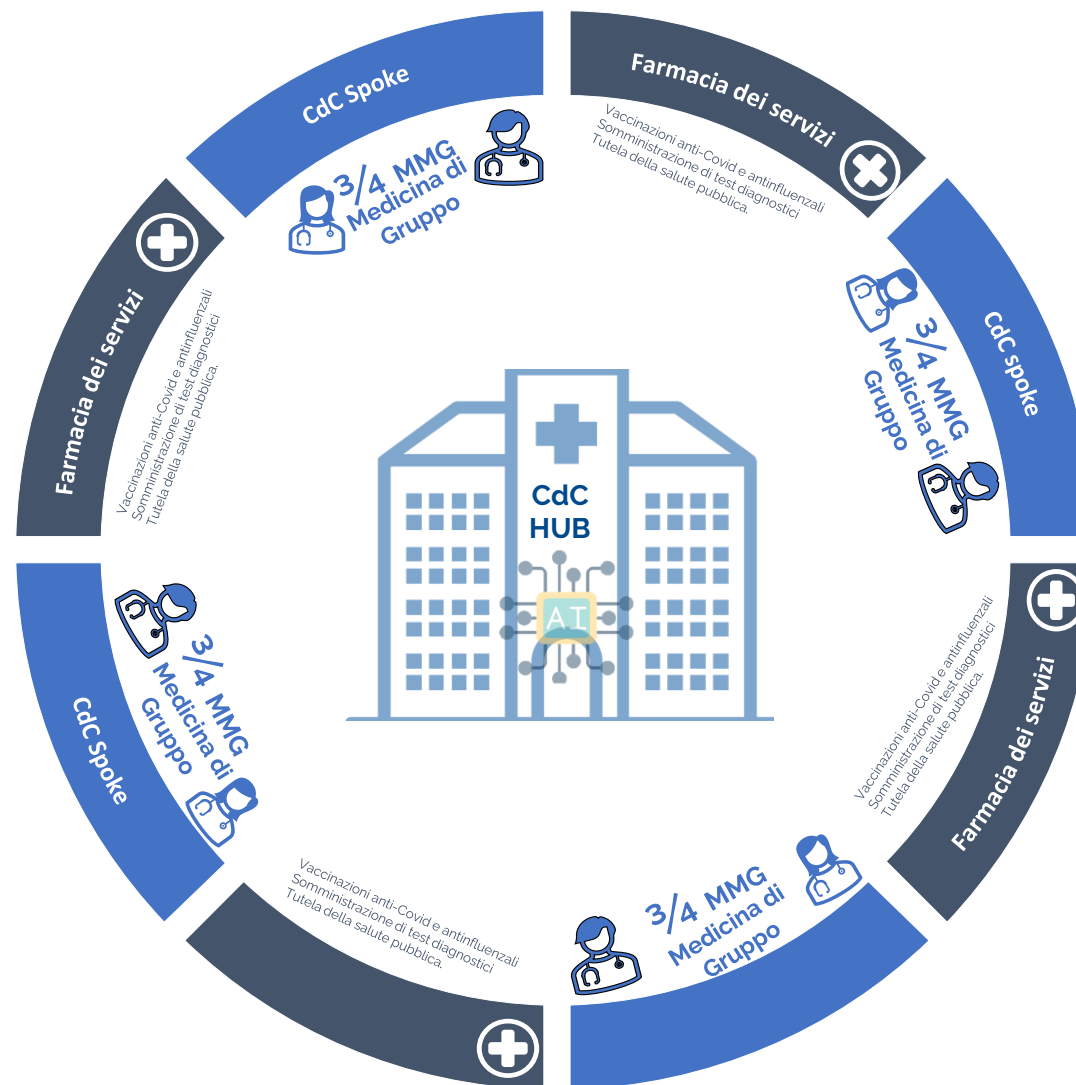 CdC Spoke
3/4 MMG
Medicina di
Gruppo
Farmacia dei servizi
Vaccinazioni anti-Covid e antinfluenzali
Somministrazione di test diagnostici
Tutela della salute pubblica.
CdC spoke
3/4 MMG
Medicina di
Gruppo
Farmacia dei servizi
Vaccinazioni anti-Covid e antinfluenzali
Somministrazione di test diagnostici
Tutela della salute pubblica.
3/4 MMG
Medicina di
Gruppo
Vaccinazioni anti-Covid e antinfluenzali
Somministrazione di test diagnostici
Tutela della salute pubblica.
CdC Spoke
3/4 MMG
Medicina di
Gruppo
Farmacia dei servizi
Vaccinazioni anti-Covid e antinfluenzali
Somministrazione di test diagnostici
Tutela della salute pubblica.
CdC
HUB
AI